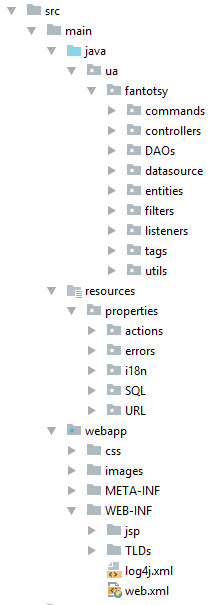 src
main
java
ua
fantotsy
commands
controllers
DAOs
datasource
entities
filters
listeners
tags
utils
resources
properties
actions
errors
i18n
SQL
URL
webapp
css
images
META-INF
WEB-INF
jsp
TLDs
log4j.xml
web.xml